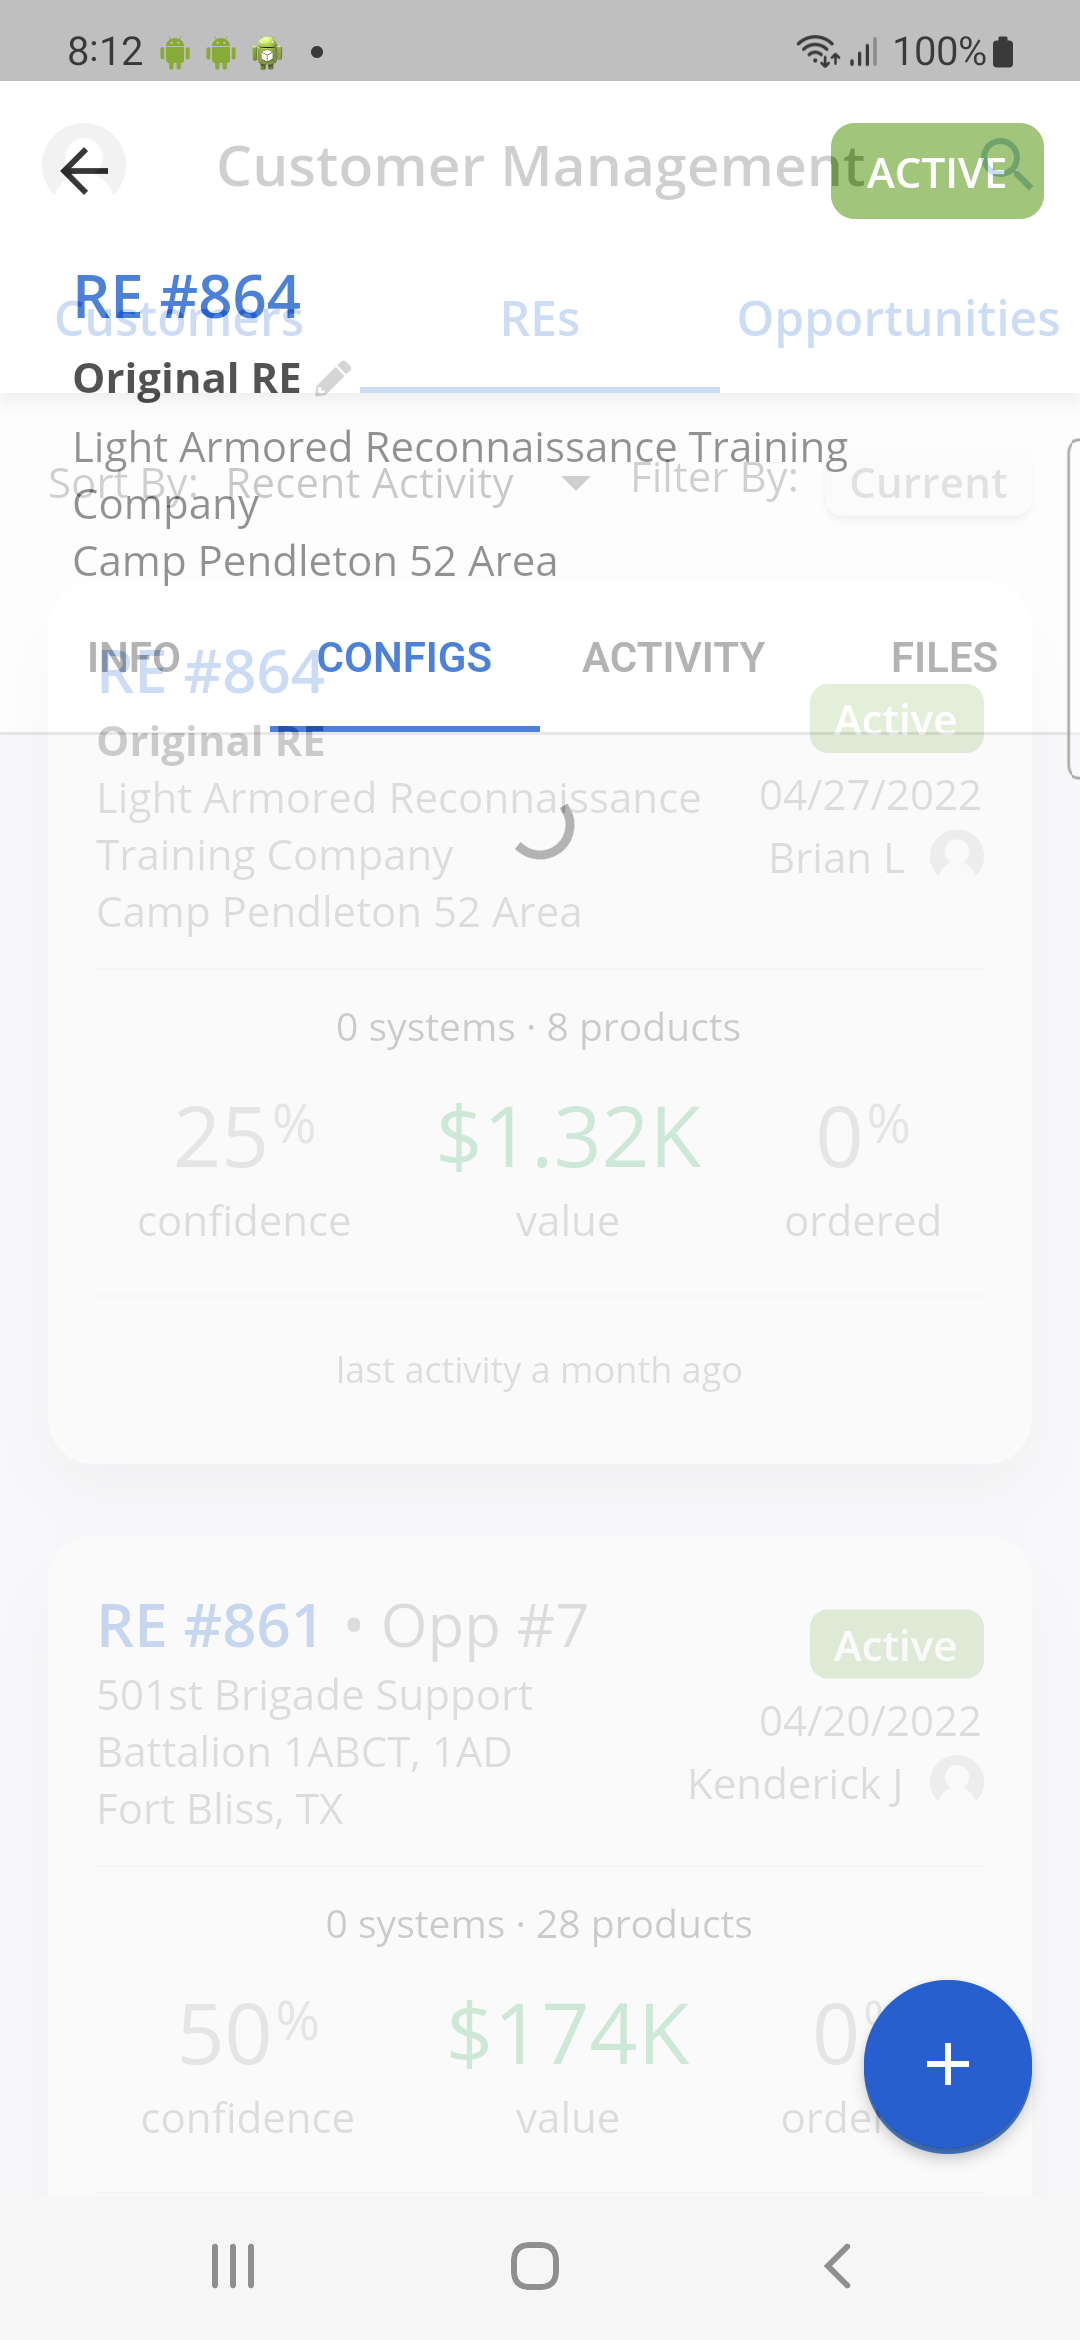 8:12 100%
Customer Management ACTIVE
RE #864
Customers REs Opportunities
Original RE
Light Armored Reconnaissance Training
Company
Sort By: Recent Activity Filter By: Current
Camp Pendleton 52 Area
INFO CONFIGS ACTIVITY FILES
RE #864
Active
Original RE
Light Armored Reconnaissance 04/27/2022
Training Company Brian L
Camp Pendleton 52 Area
0 systems · 8 products
25% $1.32K 0%
confidence value ordered
last activity a month ago
RE #861 • Opp #7 Active
501st Brigade Support 04/20/2022
Battalion 1ABCT, 1AD Kenderick J
Fort Bliss, TX
0 systems · 28 products
50% $174K 0
confidence value